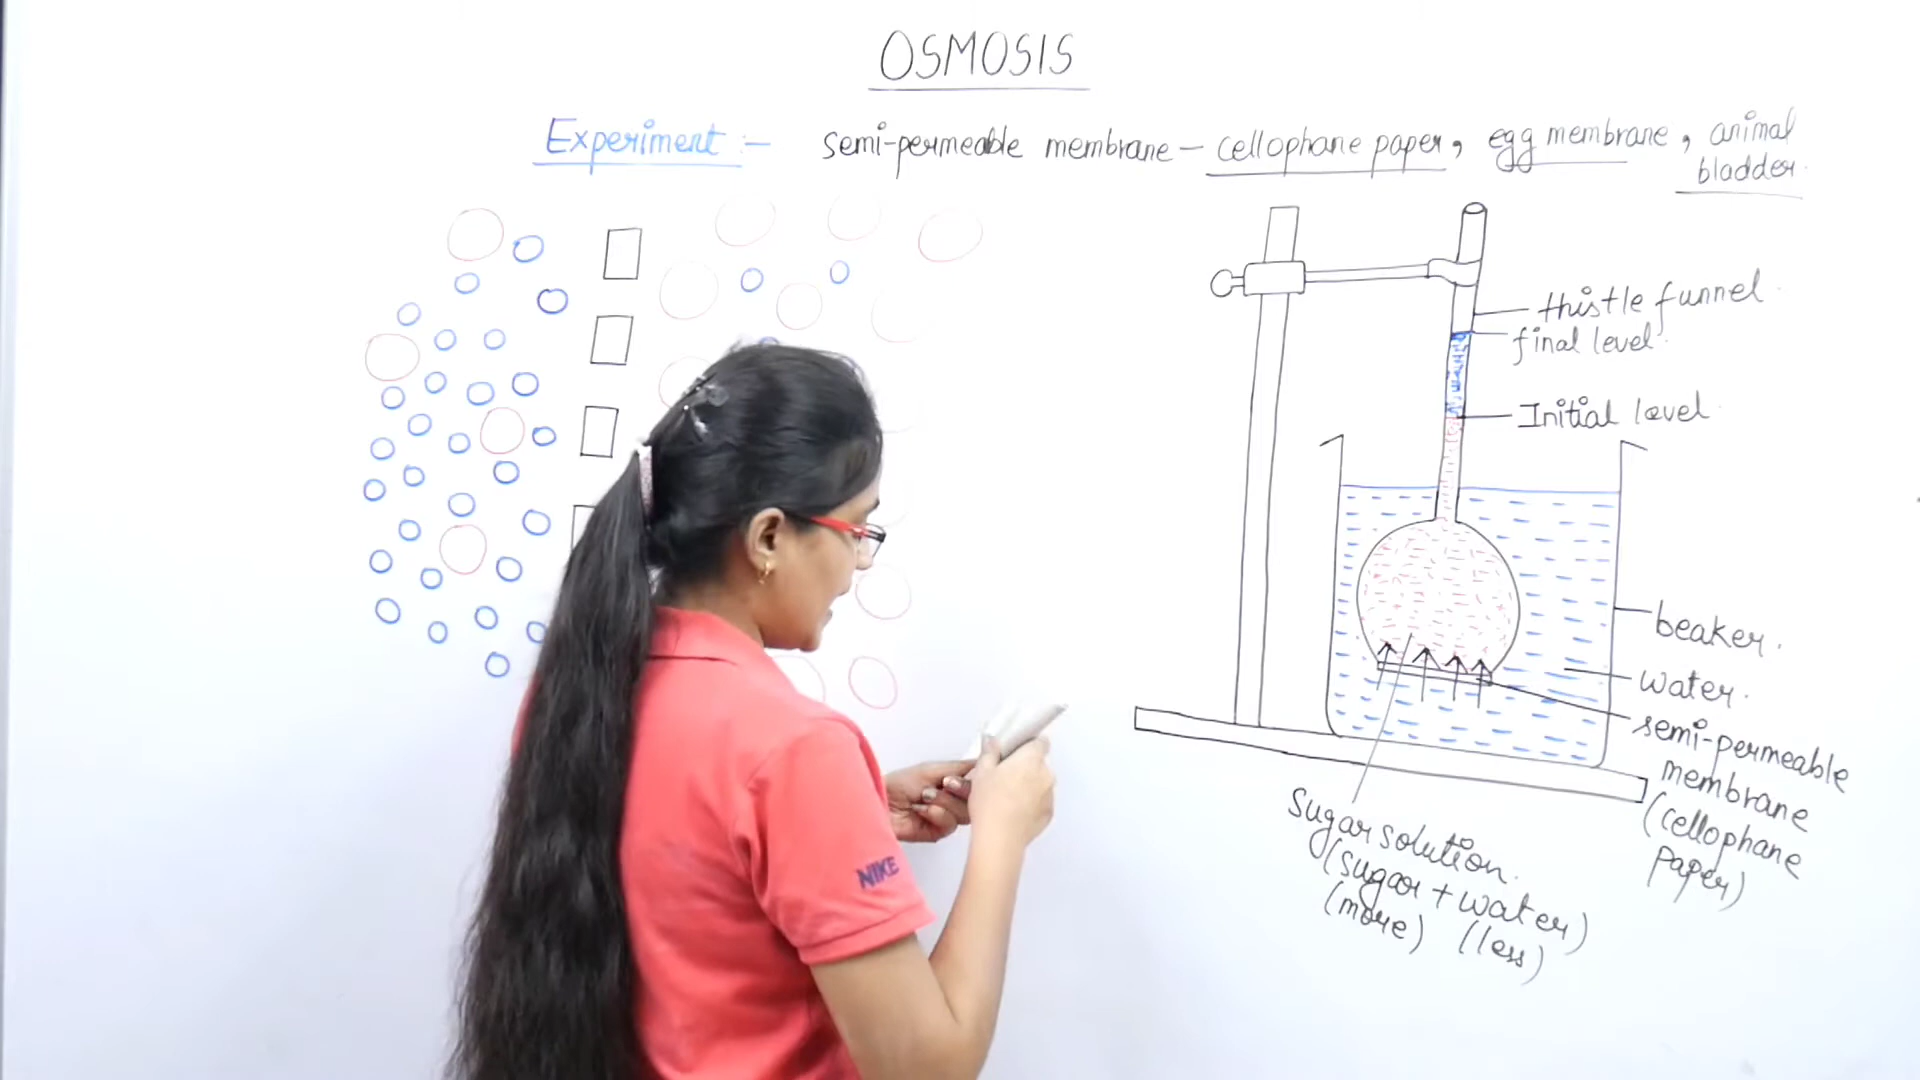 OSMOSIS
Experiment :- semi-permeable membrane - cellophane paper, egg membrane, animal
bladder.
thistle funnel
final level.
Initial level
beaker.
water.
semi-permeable
membrane
(cellophane
paper)
sugar solution.
(sugar + water)
(more) (less)
NIKE